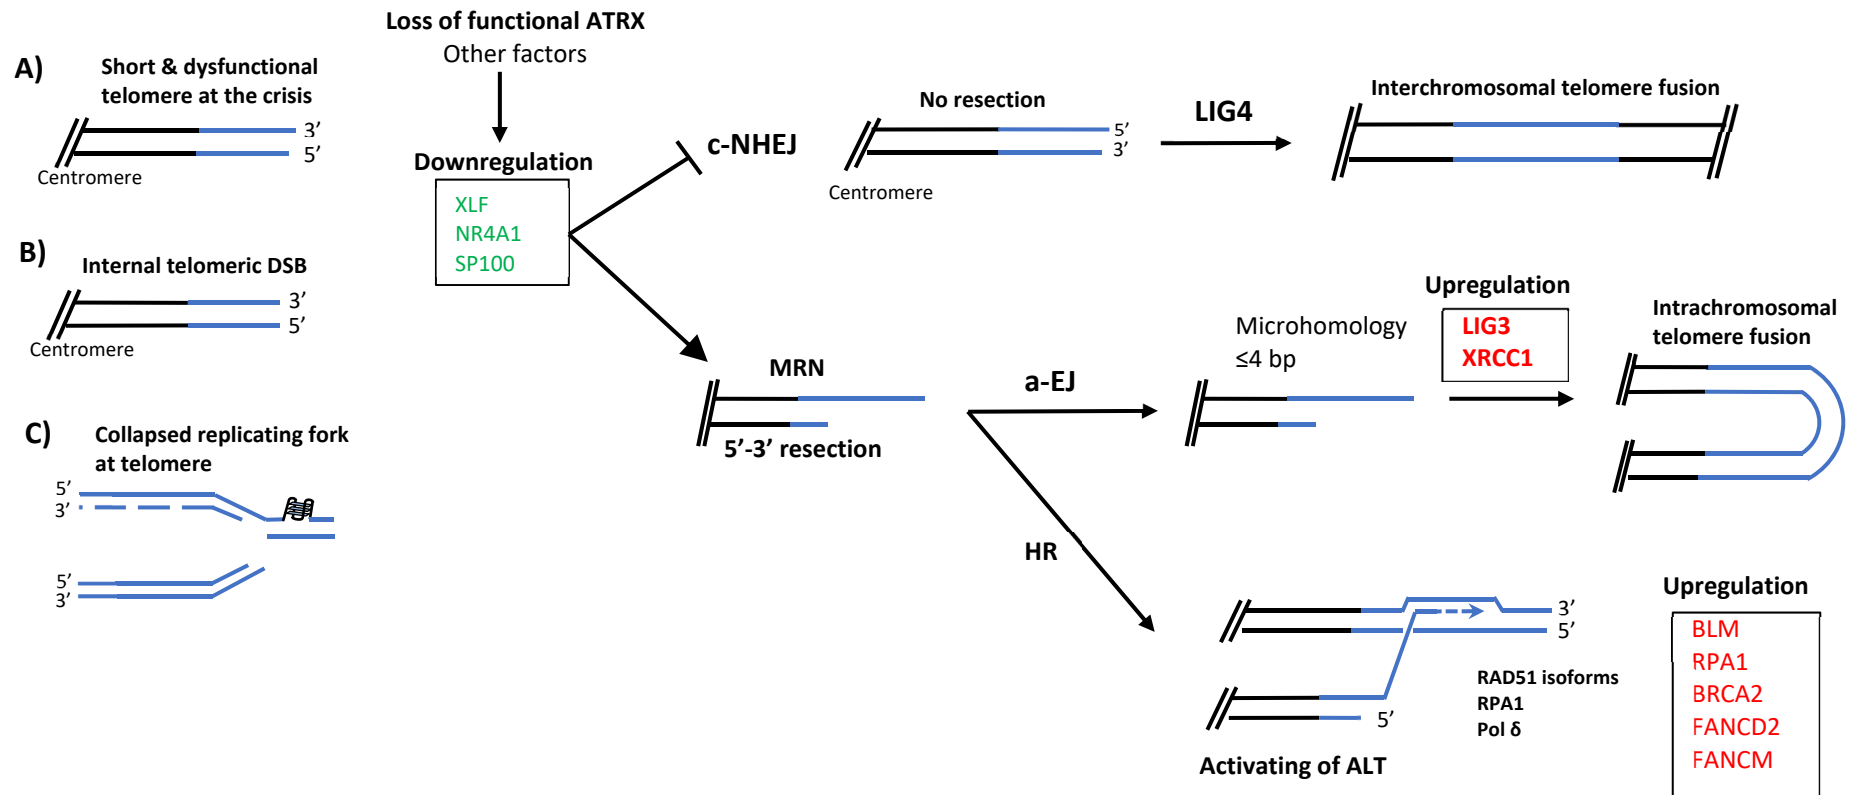 Loss of functional ATRX
Other factors
A)
Short & dysfunctional
telomere at the crisis
3’
5’
Centromere
Downregulation
XLF
NR4A1
SP100
c-NHEJ
No resection
5’
3’
Centromere
LIG4
Interchromosomal telomere fusion
B)
Internal telomeric DSB
3’
5’
Centromere
MRN
5’-3’ resection
a-EJ
Microhomology
≤4 bp
Upregulation
LIG3
XRCC1
Intrachromosomal
telomere fusion
C)
Collapsed replicating fork
at telomere
5’
3’
5’
3’
HR
3’
5’
5’
RAD51 isoforms
RPA1
Pol δ
Activating of ALT
Upregulation
BLM
RPA1
BRCA2
FANCD2
FANCM